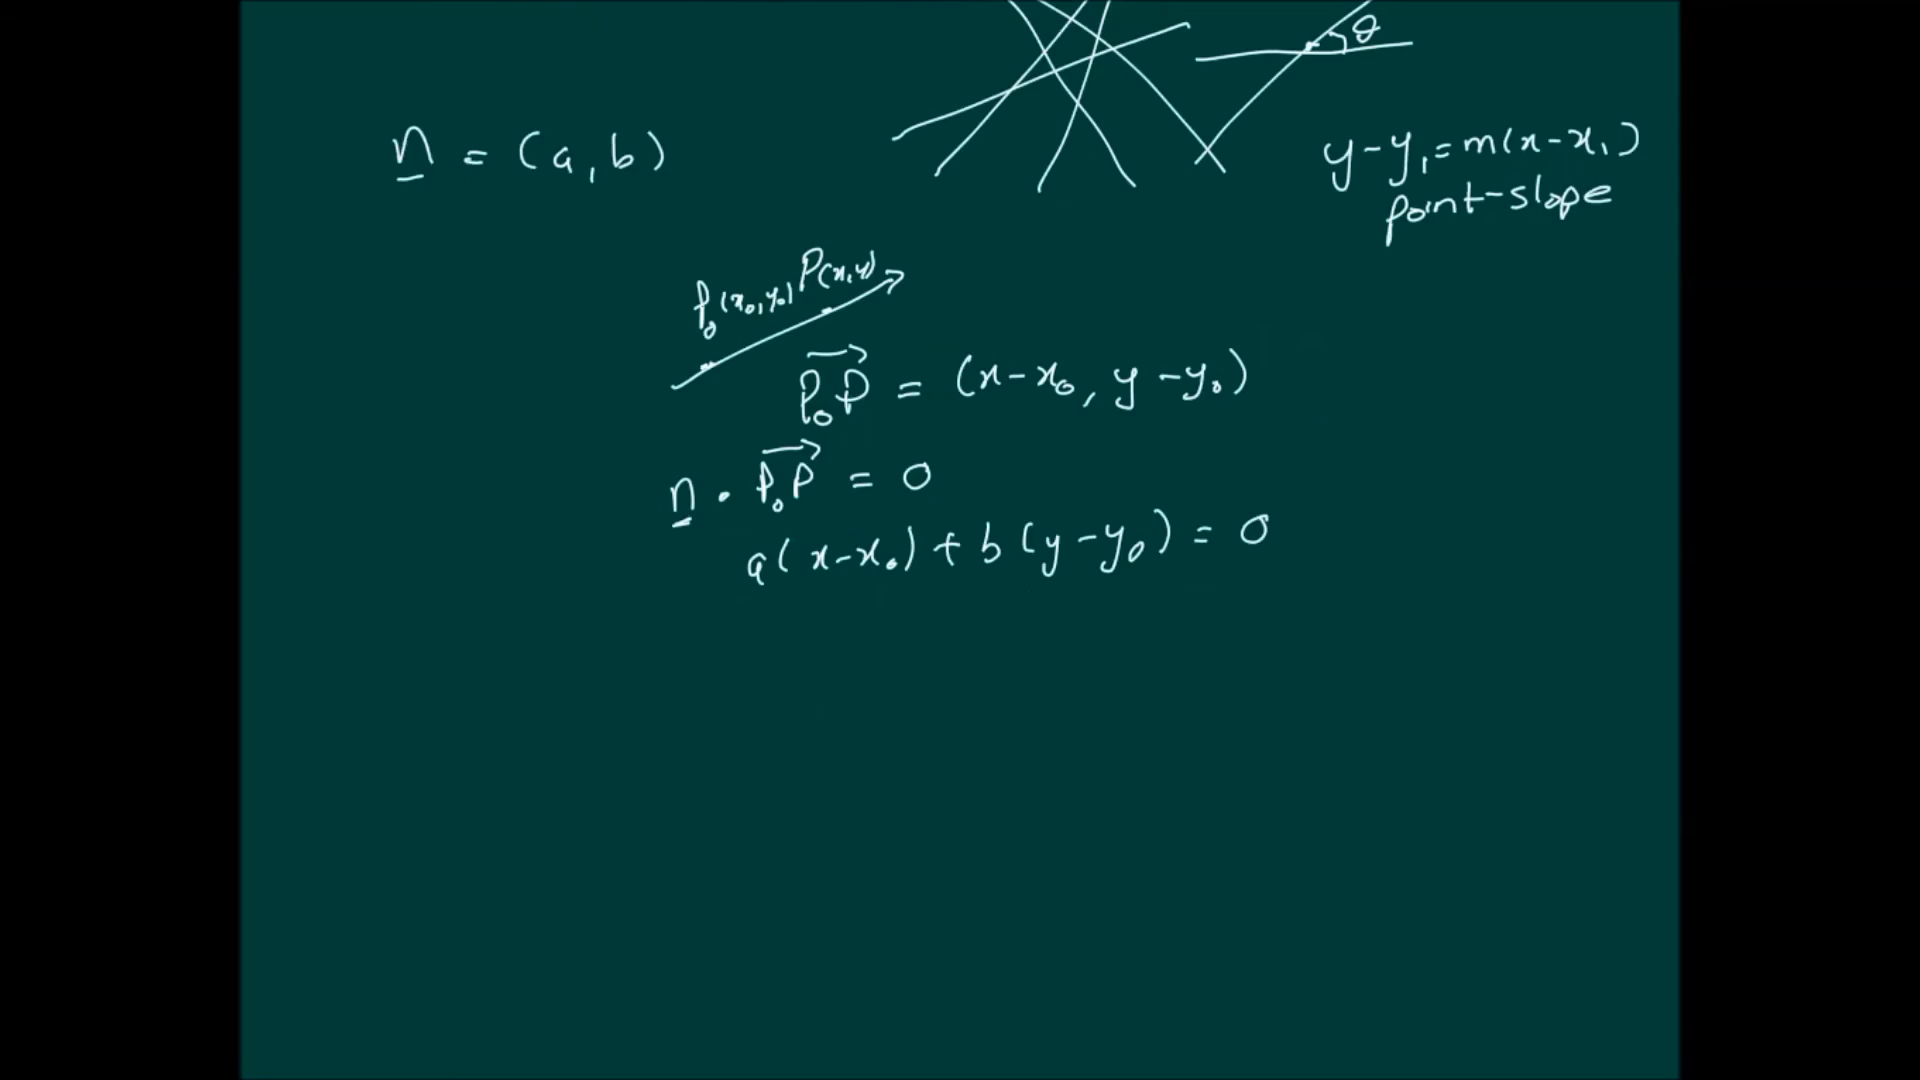 θ
n = (a, b)
y-y₁=m(x-x₁)
point-slope
P₀(x₀,y₀) P(x,y)
P₀P = (x-x₀, y-y₀)
n · P₀P = 0
a(x-x₀) + b(y-y₀) = 0